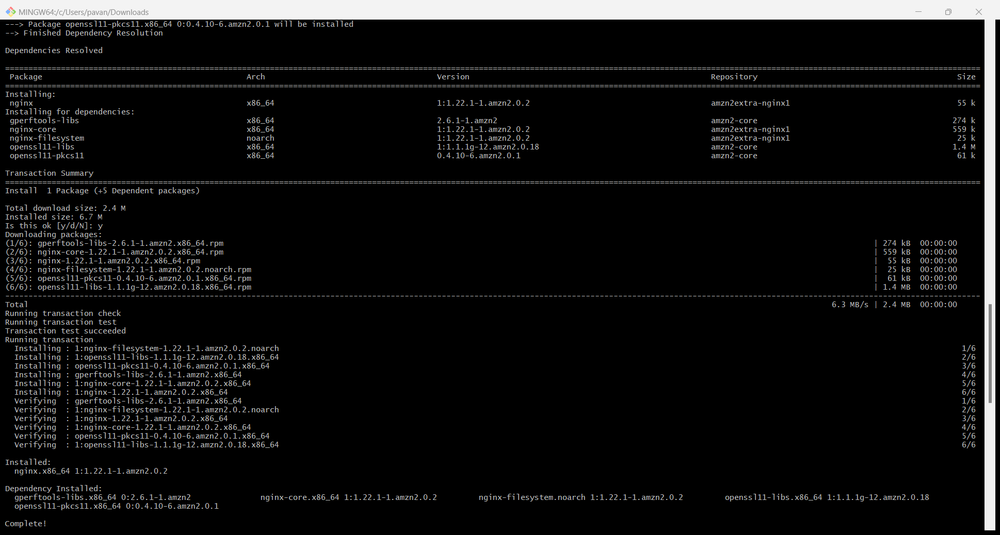 MINGW64:/c/Users/pavan/Downloads
---> Package openssl11-pkcs11.x86_64 0:0.4.10-6.amzn2.0.1 will be installed
--> Finished Dependency Resolution
Dependencies Resolved
================================================================================
Package Arch Version Repository Size
================================================================================
Installing:
nginx x86_64 1:1.22.1-1.amzn2.0.2 amzn2extra-nginx1 55 k
Installing for dependencies:
gperftools-libs x86_64 2.6.1-1.amzn2 amzn2-core 274 k
nginx-core x86_64 1:1.22.1-1.amzn2.0.2 amzn2extra-nginx1 559 k
nginx-filesystem noarch 1:1.22.1-1.amzn2.0.2 amzn2extra-nginx1 25 k
openssl11-libs x86_64 1:1.1.1g-12.amzn2.0.18 amzn2-core 1.4 M
openssl11-pkcs11 x86_64 0.4.10-6.amzn2.0.1 amzn2-core 61 k
Transaction Summary
================================================================================
Install 1 Package (+5 Dependent packages)
Total download size: 2.4 M
Installed size: 6.7 M
Is this ok [y/d/N]: y
Downloading packages:
(1/6): gperftools-libs-2.6.1-1.amzn2.x86_64.rpm | 274 kB 00:00:00
(2/6): nginx-core-1.22.1-1.amzn2.0.2.x86_64.rpm | 559 kB 00:00:00
(3/6): nginx-1.22.1-1.amzn2.0.2.x86_64.rpm | 55 kB 00:00:00
(4/6): nginx-filesystem-1.22.1-1.amzn2.0.2.noarch.rpm | 25 kB 00:00:00
(5/6): openssl11-pkcs11-0.4.10-6.amzn2.0.1.x86_64.rpm | 61 kB 00:00:00
(6/6): openssl11-libs-1.1.1g-12.amzn2.0.18.x86_64.rpm | 1.4 MB 00:00:00
--------------------------------------------------------------------------------
Total 6.3 MB/s | 2.4 MB 00:00:00
Running transaction check
Running transaction test
Transaction test succeeded
Running transaction
Installing : 1:nginx-filesystem-1.22.1-1.amzn2.0.2.noarch 1/6
Installing : 1:openssl11-libs-1.1.1g-12.amzn2.0.18.x86_64 2/6
Installing : openssl11-pkcs11-0.4.10-6.amzn2.0.1.x86_64 3/6
Installing : gperftools-libs-2.6.1-1.amzn2.x86_64 4/6
Installing : 1:nginx-core-1.22.1-1.amzn2.0.2.x86_64 5/6
Installing : 1:nginx-1.22.1-1.amzn2.0.2.x86_64 6/6
Verifying : gperftools-libs-2.6.1-1.amzn2.x86_64 1/6
Verifying : 1:nginx-filesystem-1.22.1-1.amzn2.0.2.noarch 2/6
Verifying : 1:nginx-1.22.1-1.amzn2.0.2.x86_64 3/6
Verifying : 1:nginx-core-1.22.1-1.amzn2.0.2.x86_64 4/6
Verifying : openssl11-pkcs11-0.4.10-6.amzn2.0.1.x86_64 5/6
Verifying : 1:openssl11-libs-1.1.1g-12.amzn2.0.18.x86_64 6/6
Installed:
nginx.x86_64 1:1.22.1-1.amzn2.0.2
Dependency Installed:
gperftools-libs.x86_64 0:2.6.1-1.amzn2 nginx-core.x86_64 1:1.22.1-1.amzn2.0.2 nginx-filesystem.noarch 1:1.22.1-1.amzn2.0.2 openssl11-libs.x86_64 1:1.1.1g-12.amzn2.0.18
openssl11-pkcs11.x86_64 0:0.4.10-6.amzn2.0.1
Complete!